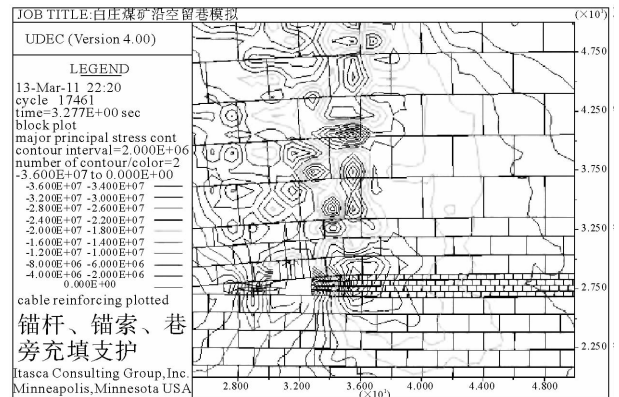 JOB TITLE:白庄煤矿沿空留巷模拟
(×10¹)
UDEC (Version 4.00)
LEGEND
13-Mar-11 22:20
cycle 17461
time=3.277E+00 sec
block plot
major principal stress cont
contour interval=2.000E+06
number of contour/color=2
-3.600E+07 to 0.000E+00
-3.600E+07 -3.400E+07
-3.200E+07 -3.000E+07
-2.800E+07 -2.600E+07
-2.400E+07 -2.200E+07
-2.000E+07 -1.800E+07
-1.600E+07 -1.400E+07
-1.200E+07 -1.000E+07
-8.000E+06 -6.000E+06
-4.000E+06 -2.000E+06
0.000E+00
cable reinforcing plotted
锚杆、锚索、巷
旁充填支护
Itasca Consulting Group,Inc.
Minneapolis,Minnesota USA
4.750
4.250
3.750
3.250
2.750
2.250
2.800 3.200 3.600 4.000 4.400 4.800
(×10¹)